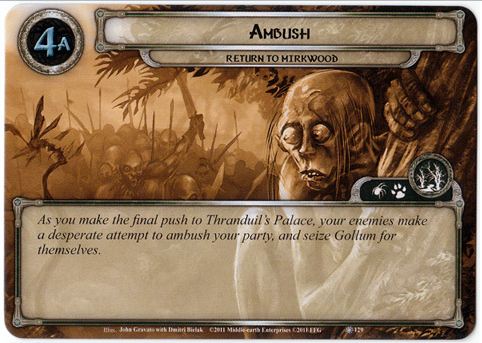 4A
AMBUSH
RETURN TO MIRKWOOD
As you make the final push to Thranduil's Palace, your enemies make
a desperate attempt to ambush your party, and seize Gollum for
themselves.
Illus. John Gravato with Dmitri Bielak ©2011 Middle-earth Enterprises ©2011 FFG 129